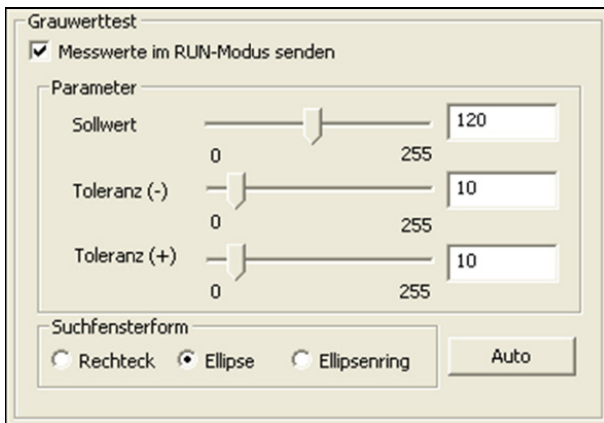 Grauwerttest
Messwerte im RUN-Modus senden
Parameter
Sollwert 120
0 255
Toleranz (-) 10
0 255
Toleranz (+) 10
0 255
Suchfensterform
Rechteck Ellipse Ellipsenring Auto